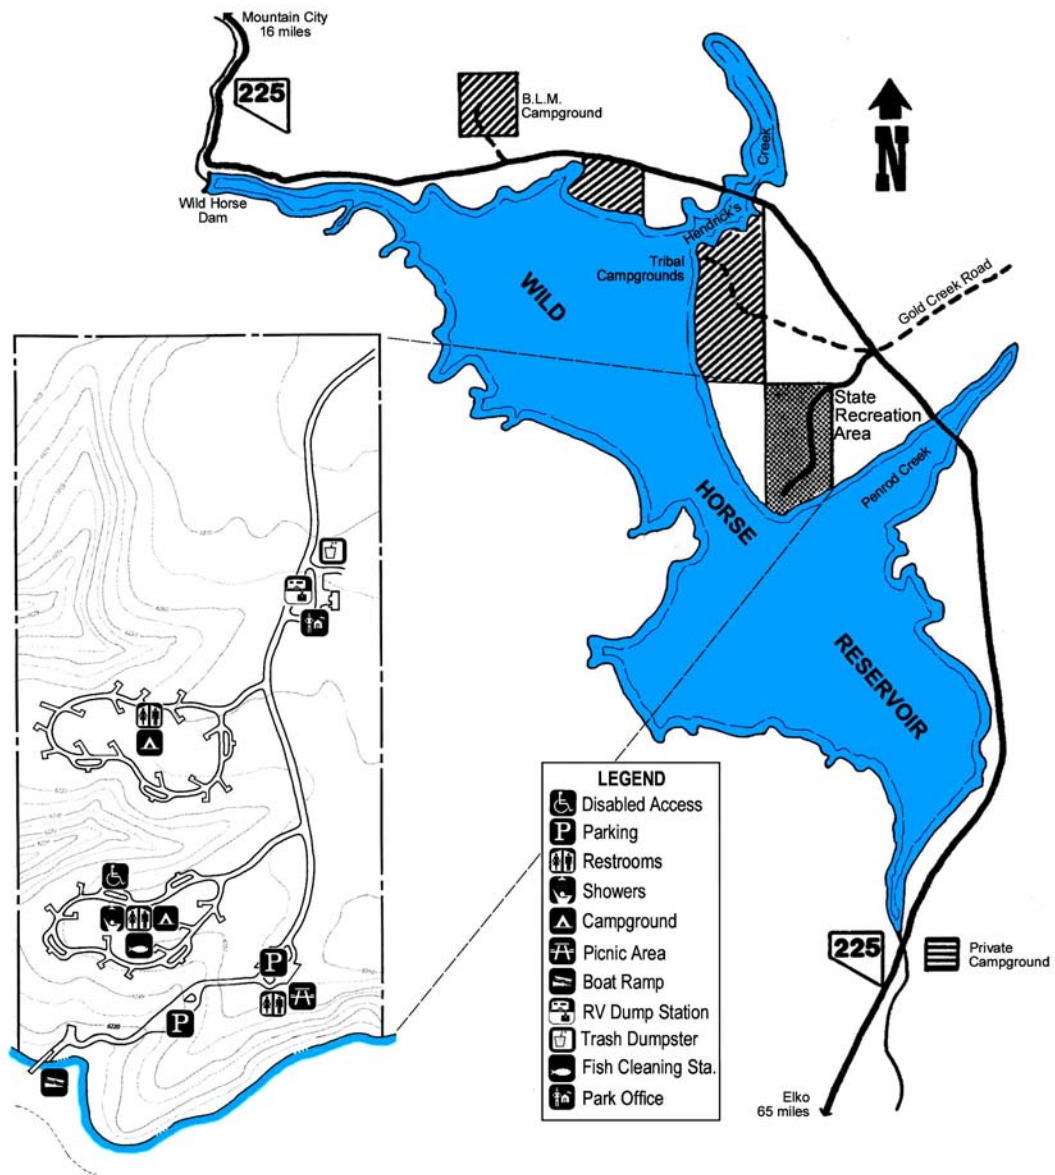 Mountain City
16 miles
225
B.L.M.
Campground
Creek
N
Wild Horse
Dam
Hendrick's
Tribal
Campgrounds
WILD
Gold Creek Road
State
Recreation
Area
Penrod Creek
HORSE
RESERVOIR
LEGEND
Disabled Access
P
Parking
Restrooms
Showers
Campground
Picnic Area
Boat Ramp
RV Dump Station
Trash Dumpster
Fish Cleaning Sta.
Park Office
P
P
225
Private
Campground
Elko
65 miles